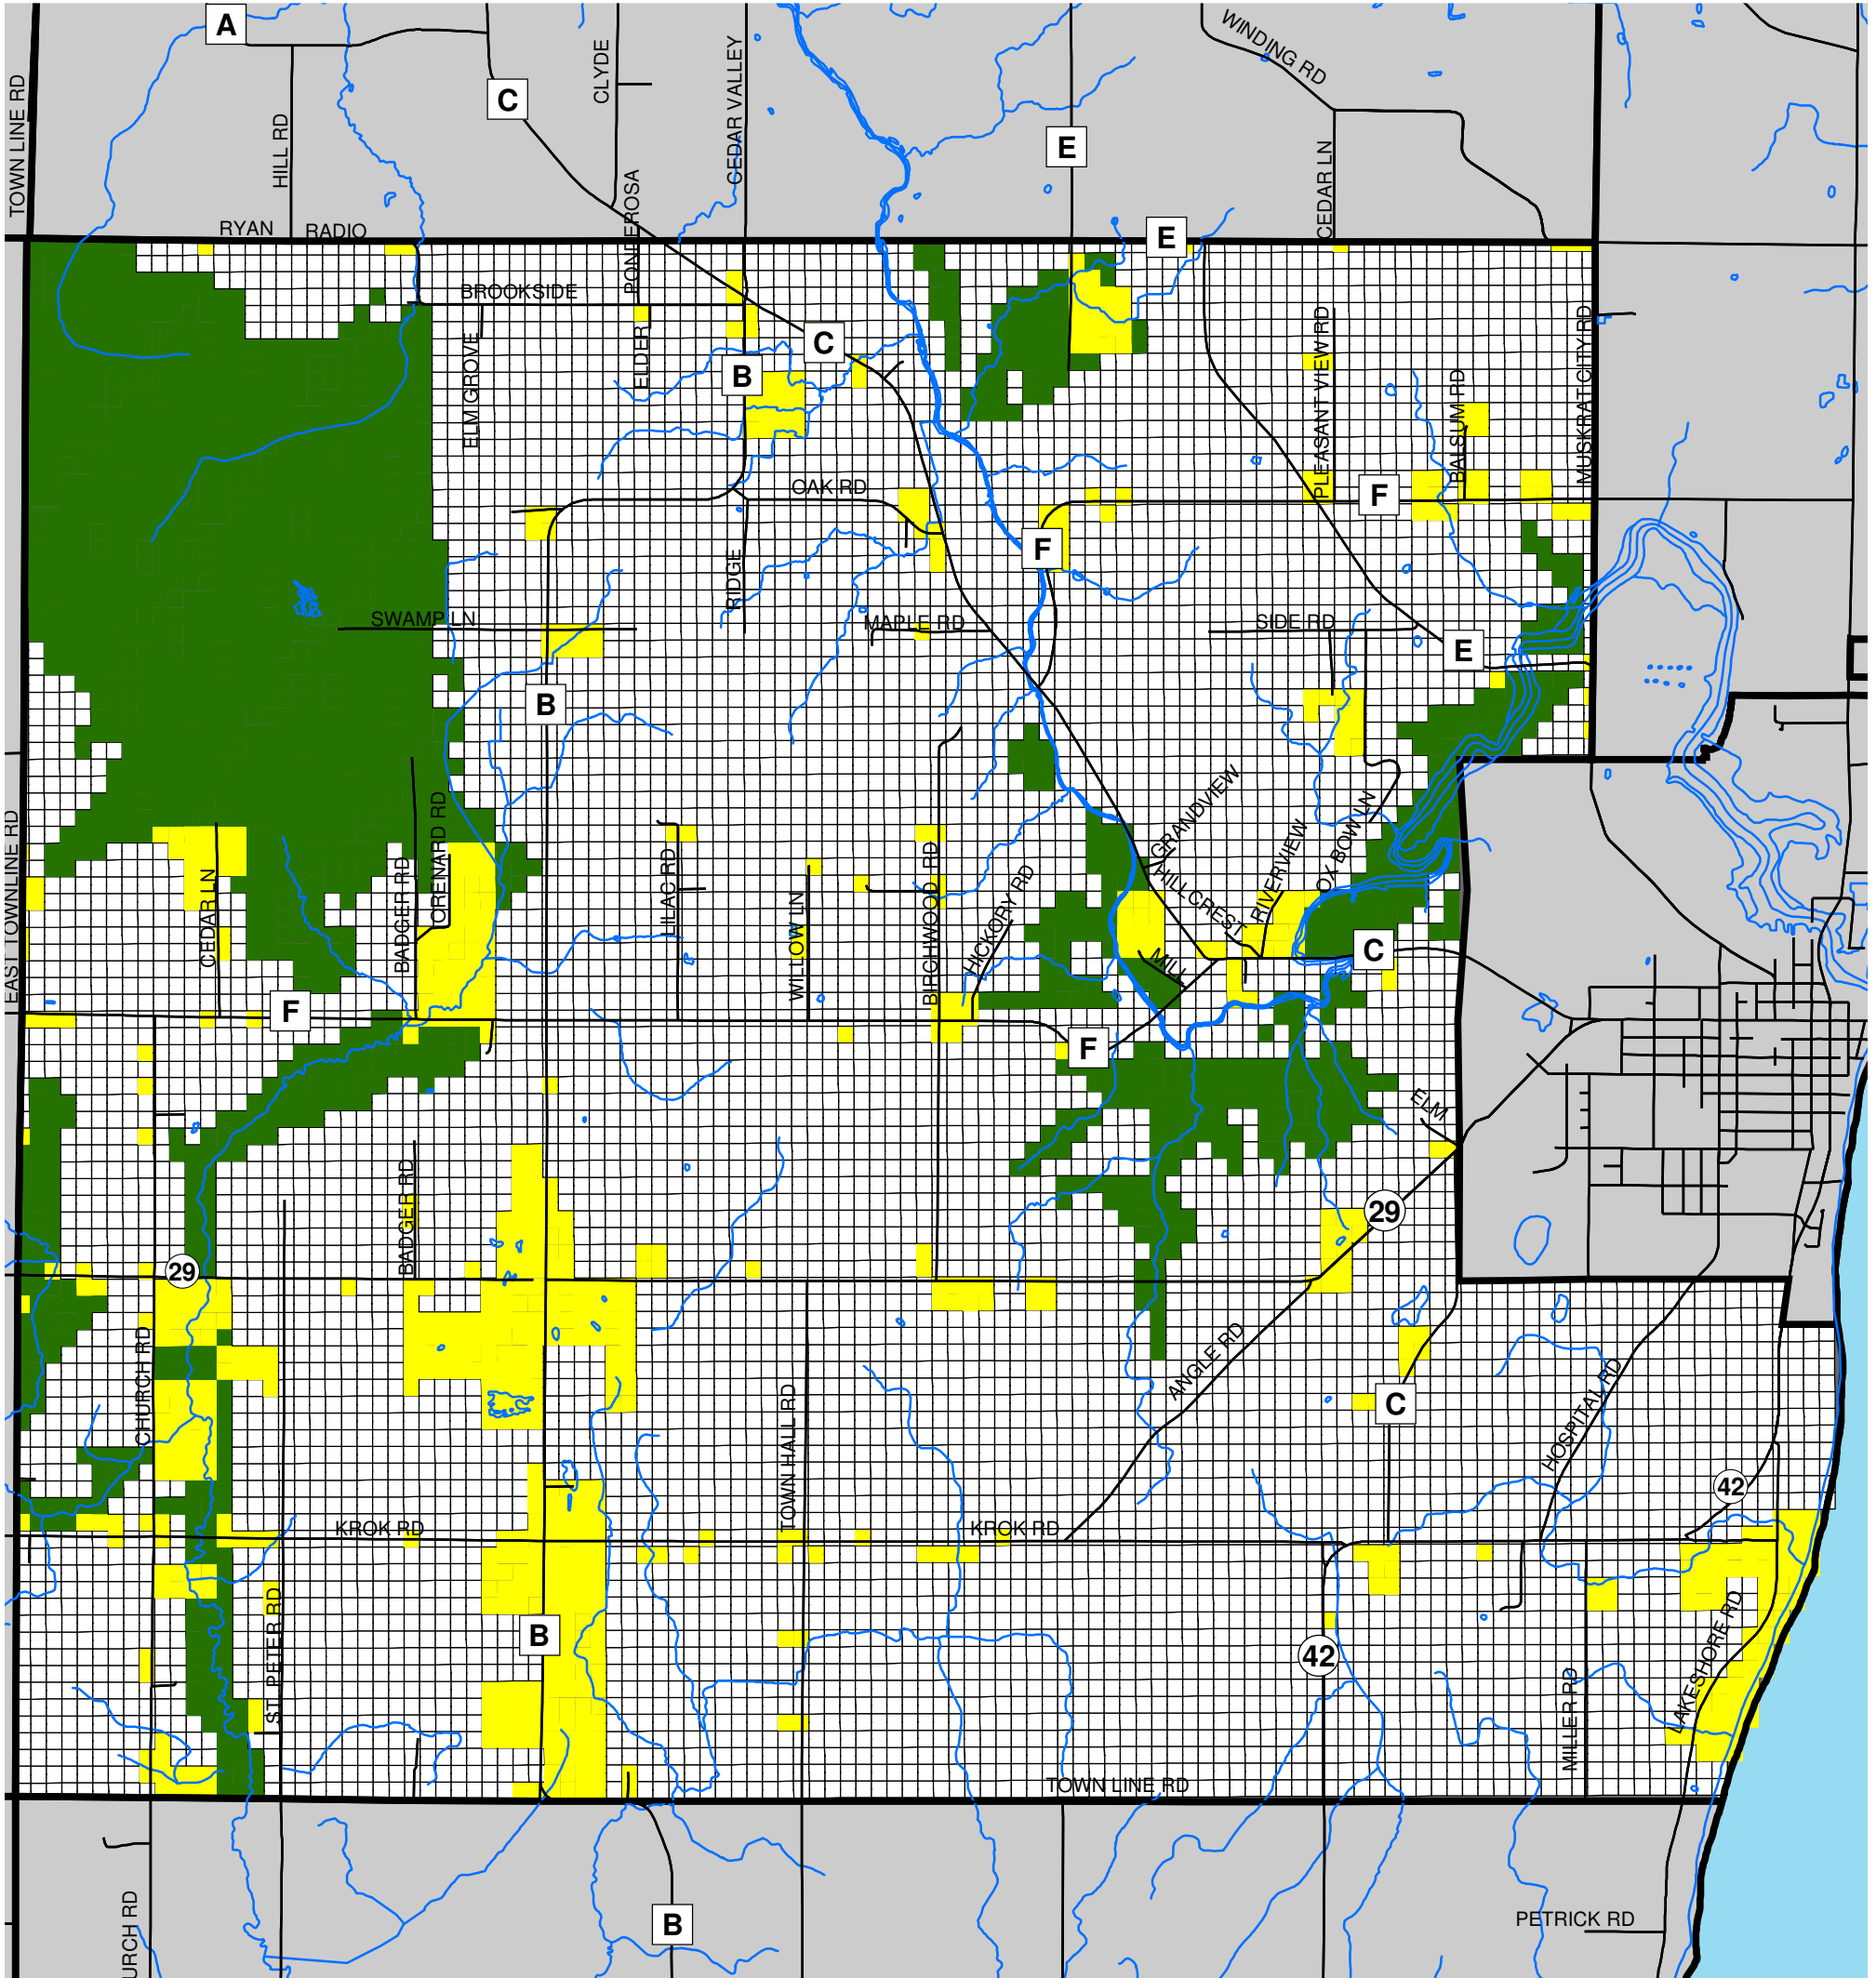 A
WINDING RD
CLYDE
CEDAR VALLEY
TOWN LINE RD
C
HILL RD
E
CEDAR LN
PONDEROSA
RYAN
RADIO
E
BROOKSIDE
PLEASANT VIEW RD
MUSKRAT CITY RD
C
ELM GROVE
ELDER
B
BALSUM RD
OAK RD
F
F
RIDGE
SWAMP LN
MAPLE RD
SIDE RD
E
B
EAST TOWNLINE RD
GRANDVIEW
LORENARD RD
OX BOW LN
RIVERVIEW
HILLCREST
BADGER RD
CEDAR LN
LILAC RD
WILLOW LN
BIRCHWOOD RD
HICKORY RD
C
MILL
F
F
ELM
BADGER RD
29
29
CHURCH RD
ANGLE RD
TOWN HALL RD
C
HOSPITAL RD
42
KROK RD
KROK RD
ST PETER RD
B
42
LAKESHORE RD
MILLER RD
TOWN LINE RD
URCH RD
B
PETRICK RD